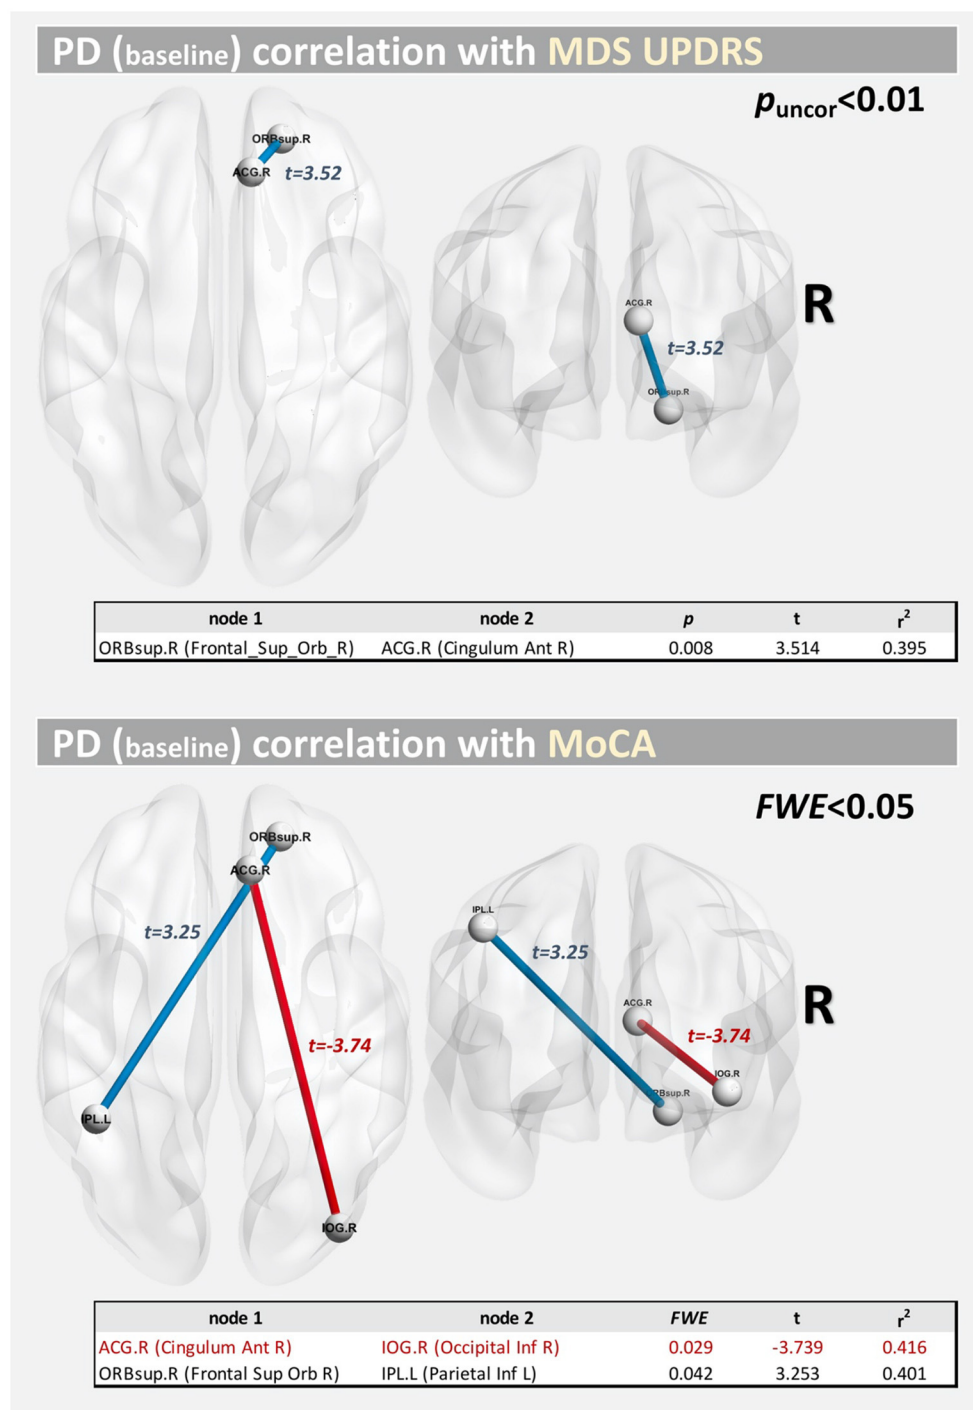 PD (baseline) correlation with MDS UPDRS
p uncor<0.01
ORBsup.R
ACG.R
t=3.52
ACG.R
R
t=3.52
ORBsup.R
node 1 node 2 p t r²
ORBsup.R (Frontal_Sup_Orb_R) ACG.R (Cingulum Ant R) 0.008 3.514 0.395
PD (baseline) correlation with MoCA
FWE<0.05
ORBsup.R
ACG.R
t=3.25
t=-3.74
IPL.L
IOG.R
IPL.L
t=3.25
ACG.R
R
t=-3.74
IOG.R
RBsup.R
node 1 node 2 FWE t r²
ACG.R (Cingulum Ant R) IOG.R (Occipital Inf R) 0.029 -3.739 0.416
ORBsup.R (Frontal Sup Orb R) IPL.L (Parietal Inf L) 0.042 3.253 0.401